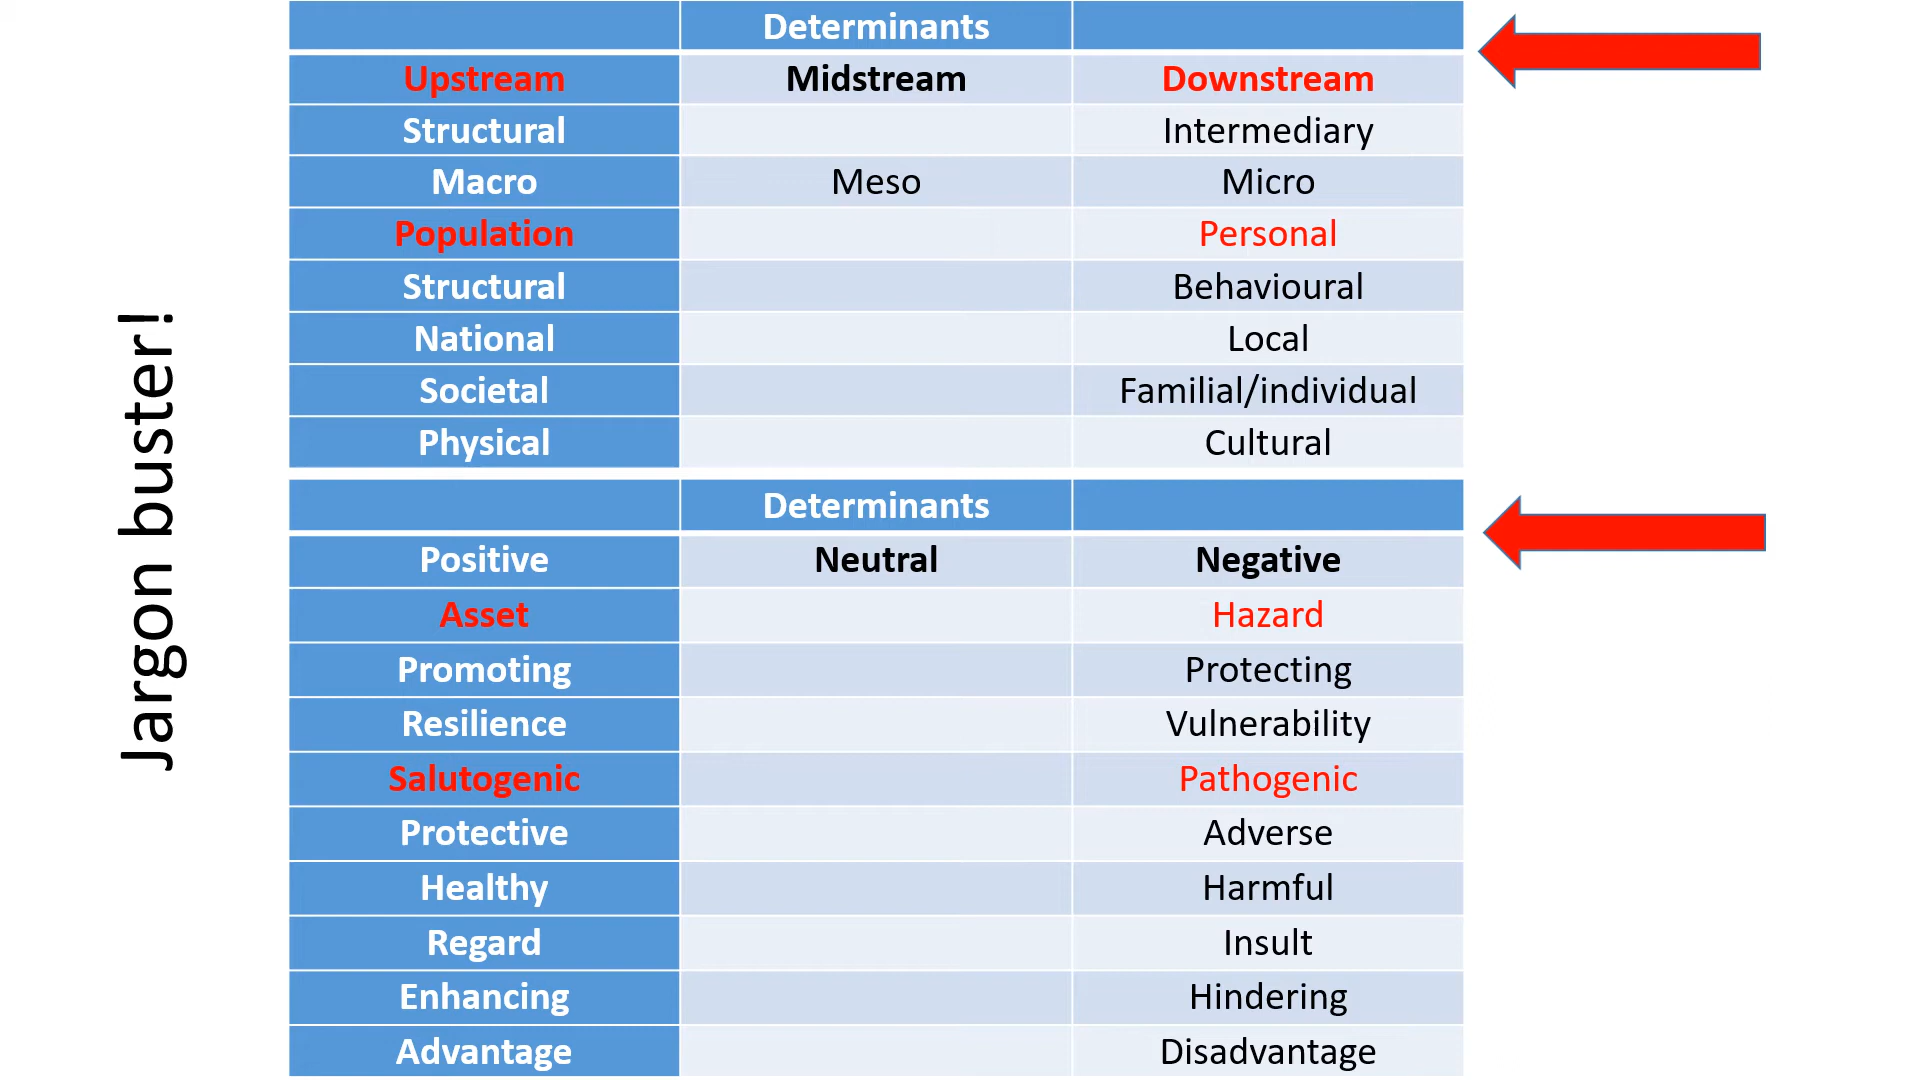 Jargon buster!
Determinants
Upstream Midstream Downstream
Structural Intermediary
Macro Meso Micro
Population Personal
Structural Behavioural
National Local
Societal Familial/individual
Physical Cultural
Determinants
Positive Neutral Negative
Asset Hazard
Promoting Protecting
Resilience Vulnerability
Salutogenic Pathogenic
Protective Adverse
Healthy Harmful
Regard Insult
Enhancing Hindering
Advantage Disadvantage